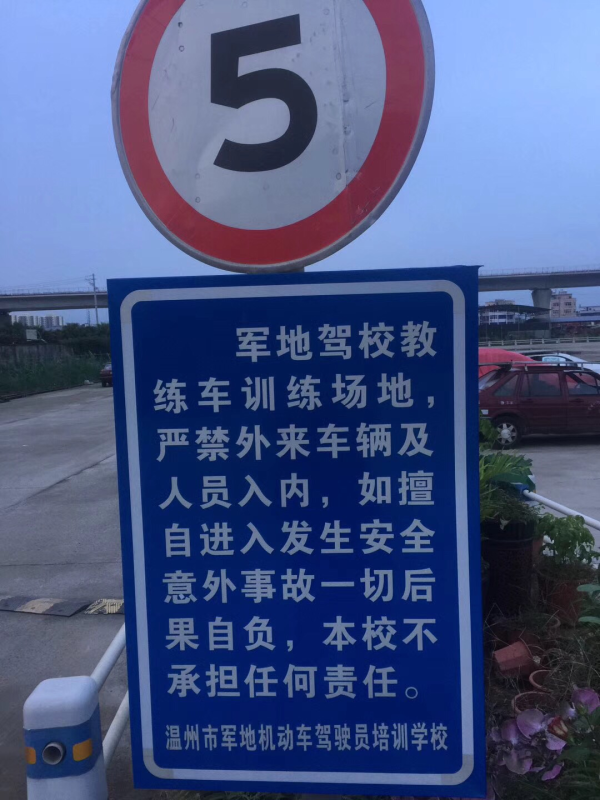 5
军地驾校教
练车训练场地，
严禁外来车辆及
人员入内，如擅
自进入发生安全
意外事故一切后
果自负，本校不
承担任何责任。
温州市军地机动车驾驶员培训学校